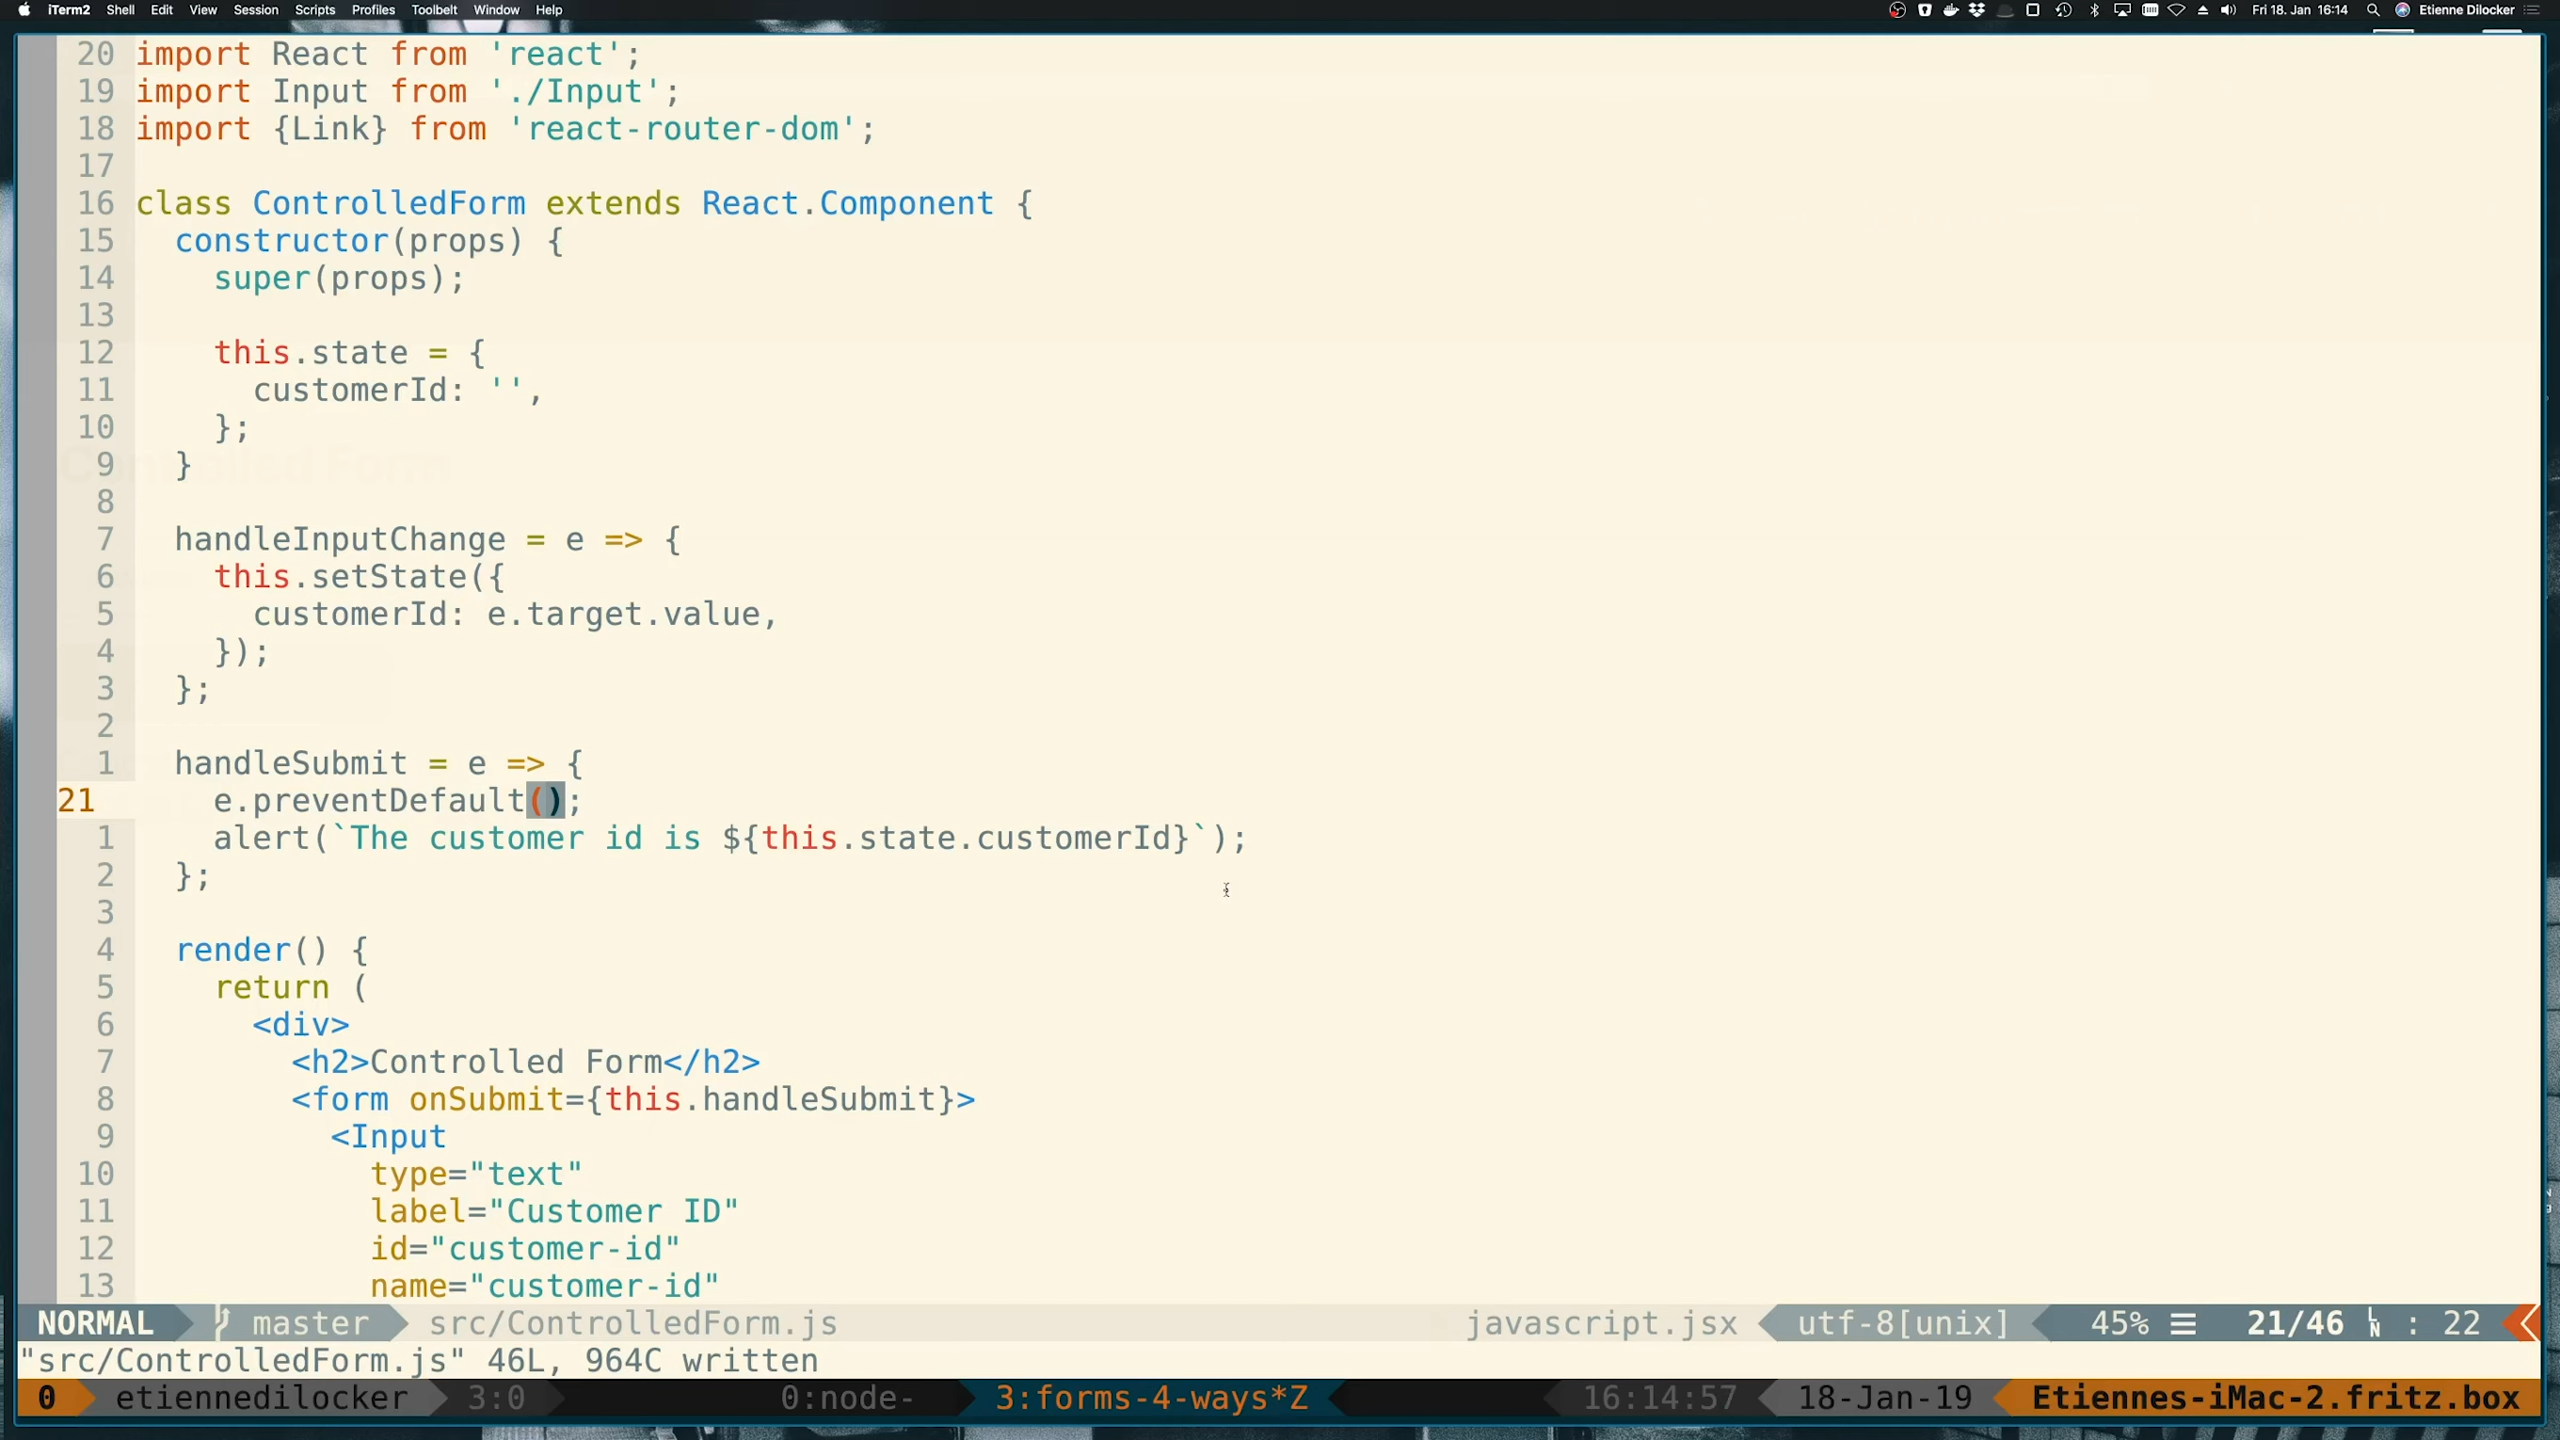 iTerm2 Shell Edit View Session Scripts Profiles Toolbelt Window Help Fri 18. Jan 16:14 Etienne Dilocker
20 import React from 'react';
19 import Input from './Input';
18 import {Link} from 'react-router-dom';
17
16 class ControlledForm extends React.Component {
15 constructor(props) {
14 super(props);
13
12 this.state = {
11 customerId: '',
10 };
9 }
8
7 handleInputChange = e => {
6 this.setState({
5 customerId: e.target.value,
4 });
3 };
2
1 handleSubmit = e => {
21 e.preventDefault();
1 alert(`The customer id is ${this.state.customerId}`);
2 };
3
4 render() {
5 return (
6 <div>
7 <h2>Controlled Form</h2>
8 <form onSubmit={this.handleSubmit}>
9 <Input
10 type="text"
11 label="Customer ID"
12 id="customer-id"
13 name="customer-id"
NORMAL master src/ControlledForm.js javascript.jsx utf-8[unix] 45% ☰ 21/46 LN : 22
"src/ControlledForm.js" 46L, 964C written
0 etiennedilocker 3:0 0:node- 3:forms-4-ways*Z 16:14:57 18-Jan-19 Etiennes-iMac-2.fritz.box